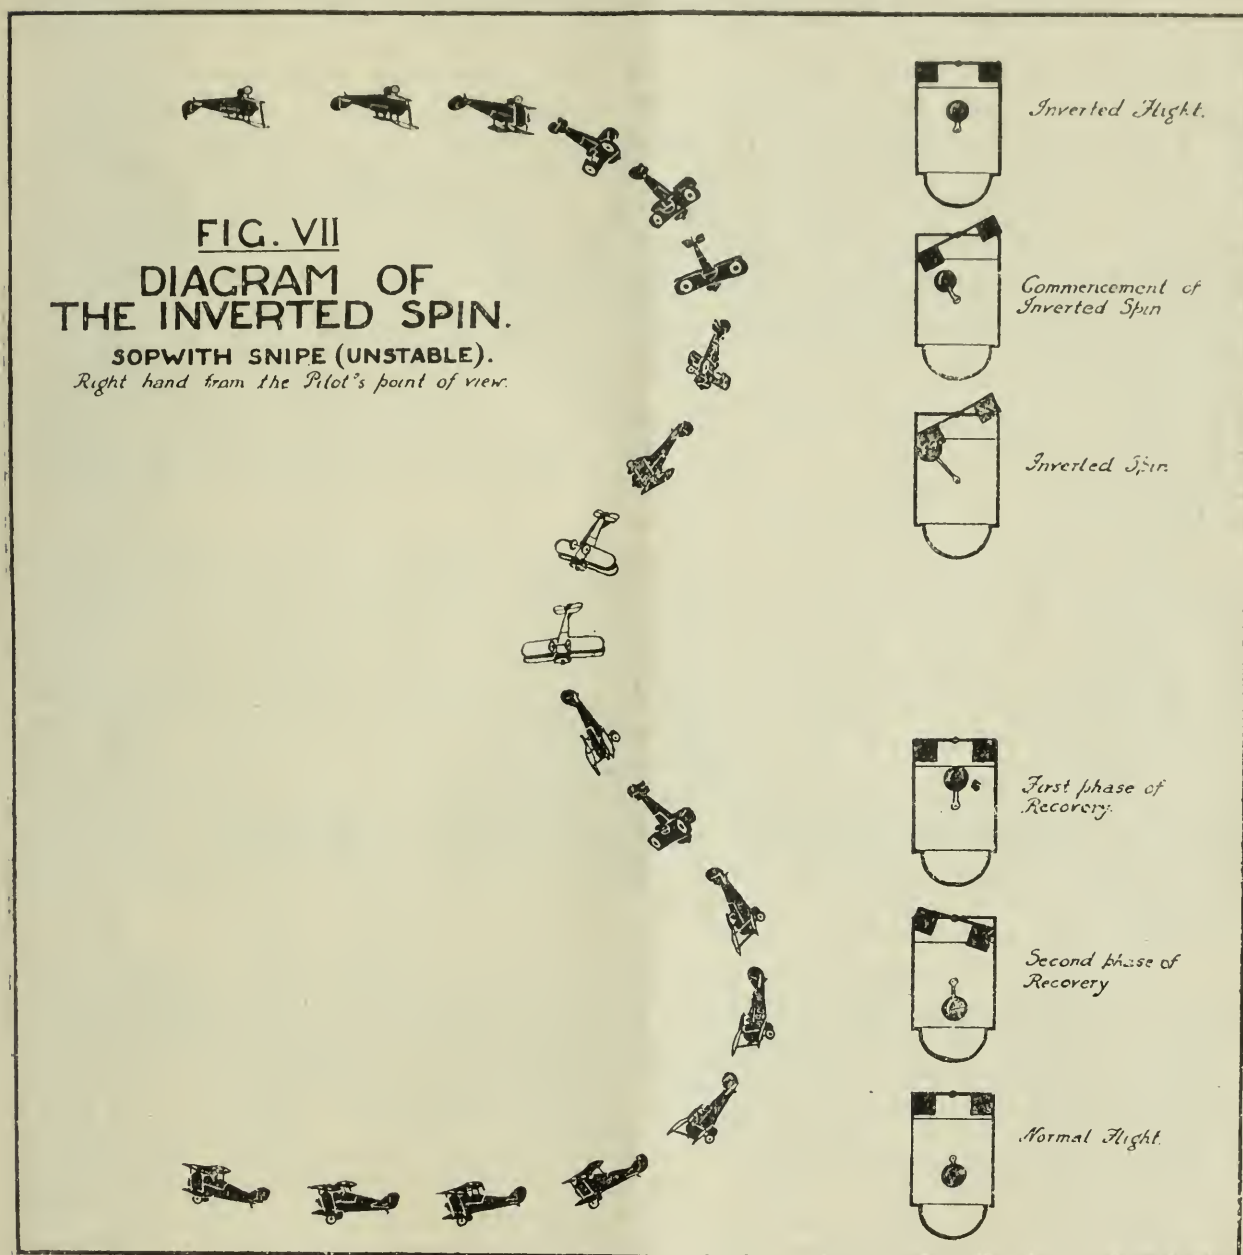 FIG. VII
DIAGRAM OF
THE INVERTED SPIN.
SOPWITH SNIPE (UNSTABLE).
Right hand from the Pilot's point of view.
Inverted Flight.
Commencement of
Inverted Spin
Inverted Spin.
First phase of
Recovery.
Second phase of
Recovery
Normal Flight.